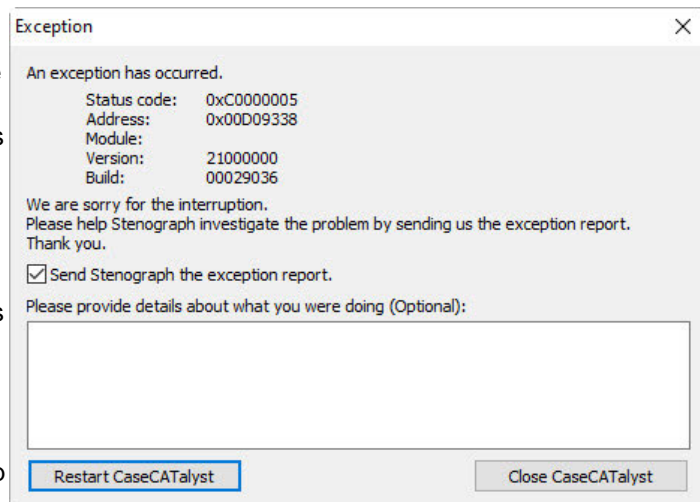 Exception
An exception has occurred.
Status code: 0xC0000005
Address: 0x00D09338
Module:
Version: 21000000
Build: 00029036
We are sorry for the interruption.
Please help Stenograph investigate the problem by sending us the exception report.
Thank you.
Send Stenograph the exception report.
Please provide details about what you were doing (Optional):
Restart CaseCATalyst Close CaseCATalyst